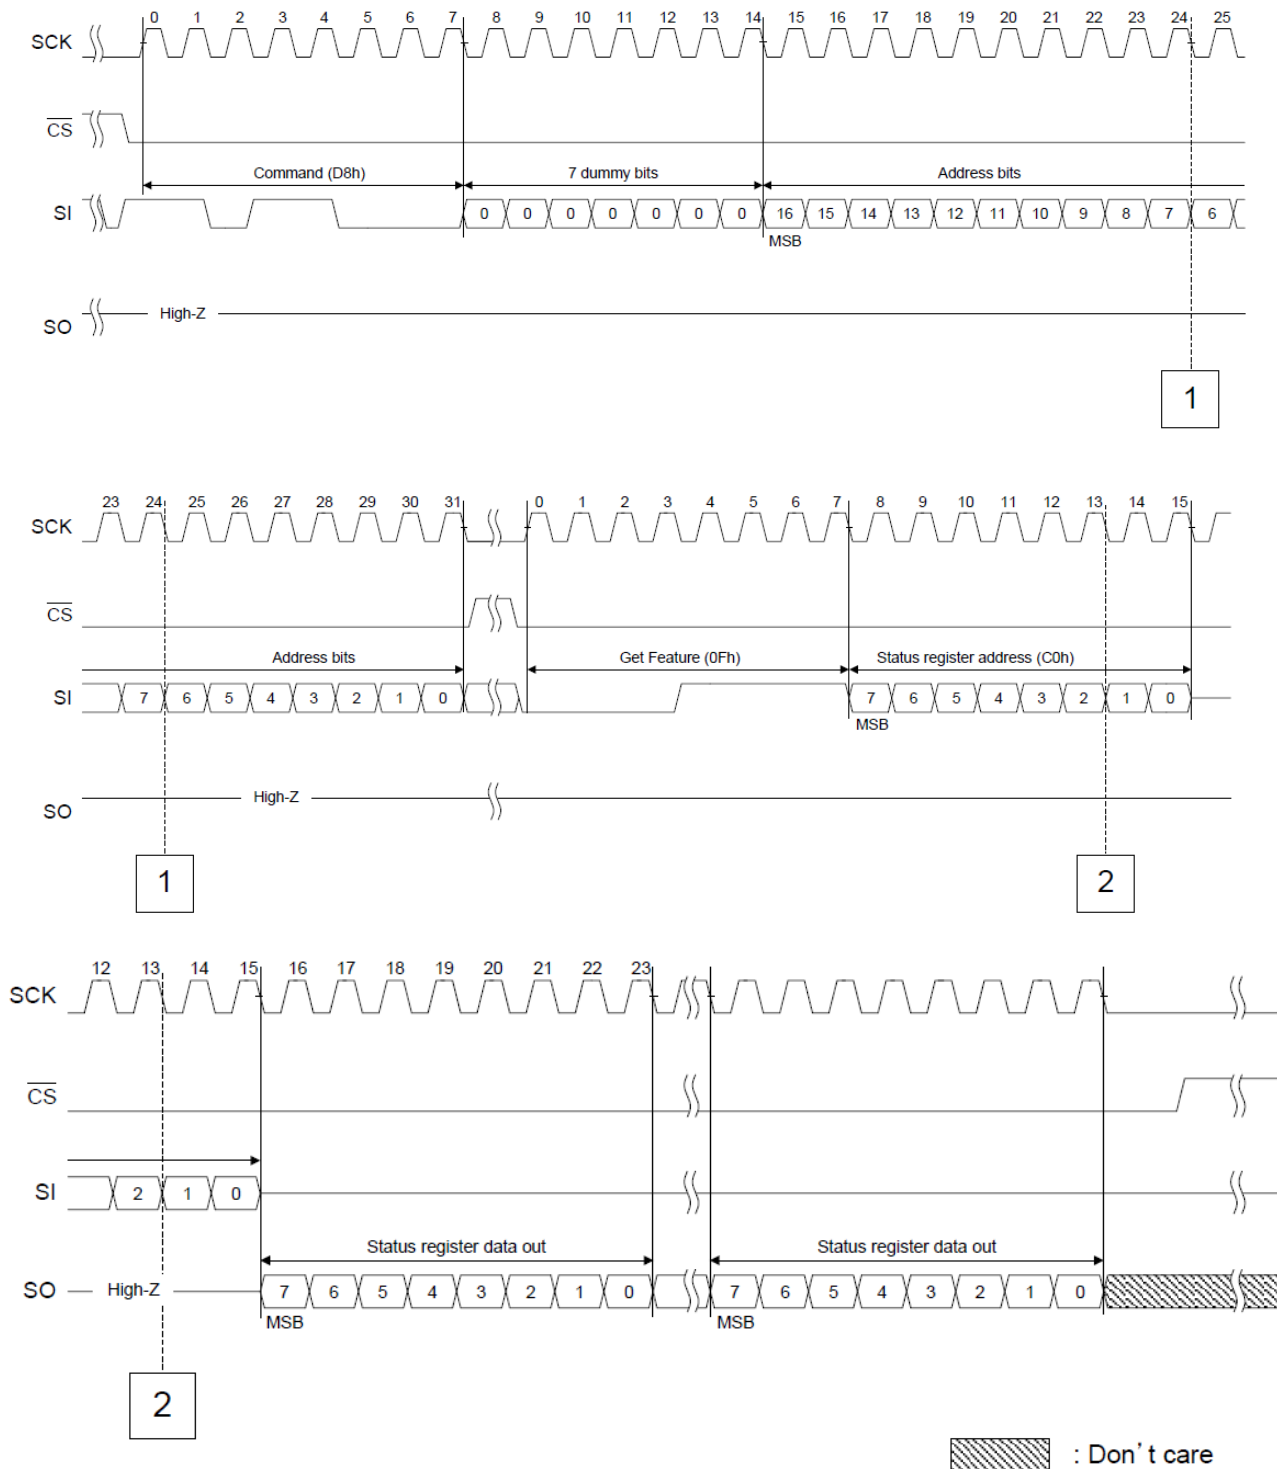 0 1 2 3 4 5 6 7 8 9 10 11 12 13 14 15 16 17 18 19 20 21 22 23 24 25
SCK
CS
Command (D8h) 7 dummy bits Address bits
SI 0 0 0 0 0 0 0 16 15 14 13 12 11 10 9 8 7 6
MSB
High-Z
SO
1
23 24 25 26 27 28 29 30 31 0 1 2 3 4 5 6 7 8 9 10 11 12 13 14 15
SCK
CS
Address bits Get Feature (0Fh) Status register address (C0h)
SI 7 6 5 4 3 2 1 0 7 6 5 4 3 2 1 0
MSB
High-Z
SO
1 2
12 13 14 15 16 17 18 19 20 21 22 23
SCK
CS
SI 2 1 0
Status register data out Status register data out
SO High-Z 7 6 5 4 3 2 1 0 7 6 5 4 3 2 1 0
MSB MSB
2
: Don't care